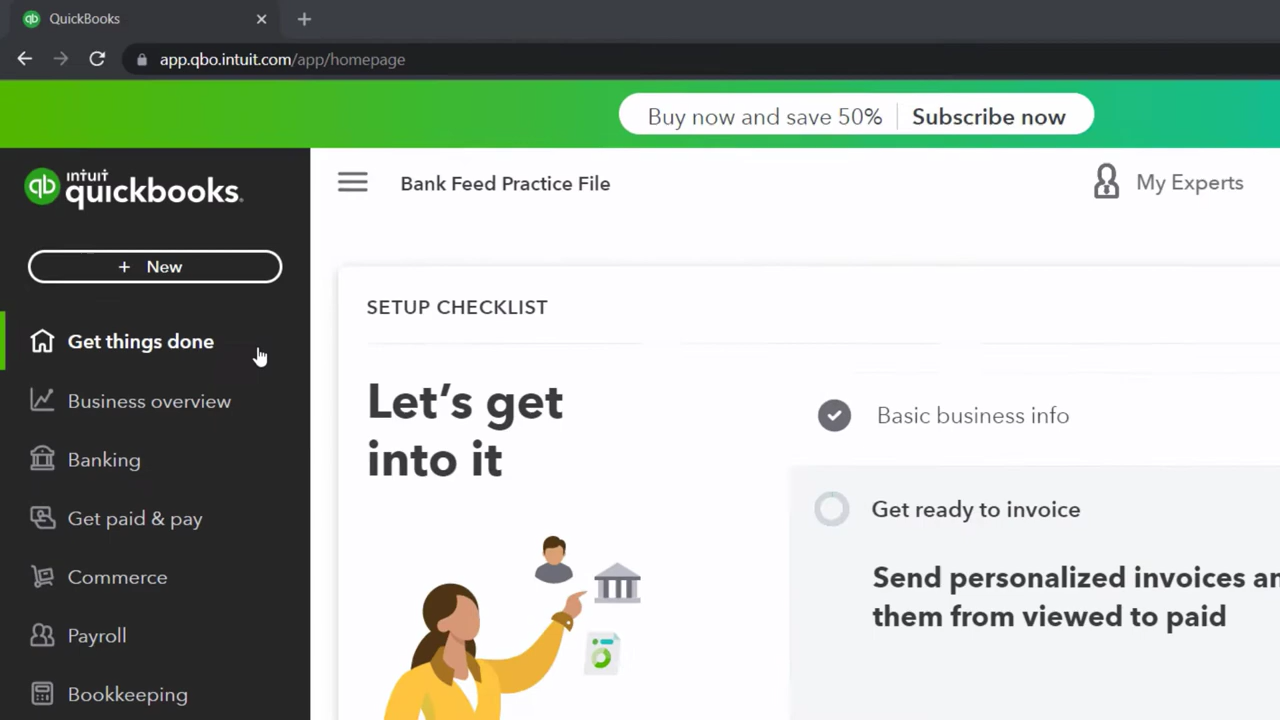 QuickBooks
app.qbo.intuit.com/app/homepage
Buy now and save 50% Subscribe now
qb intuit quickbooks.
Bank Feed Practice File
My Experts
+ New
SETUP CHECKLIST
Get things done
Let's get
into it
Business overview
Basic business info
Banking
Get paid & pay
Get ready to invoice
Commerce
Send personalized invoices an
them from viewed to paid
Payroll
Bookkeeping